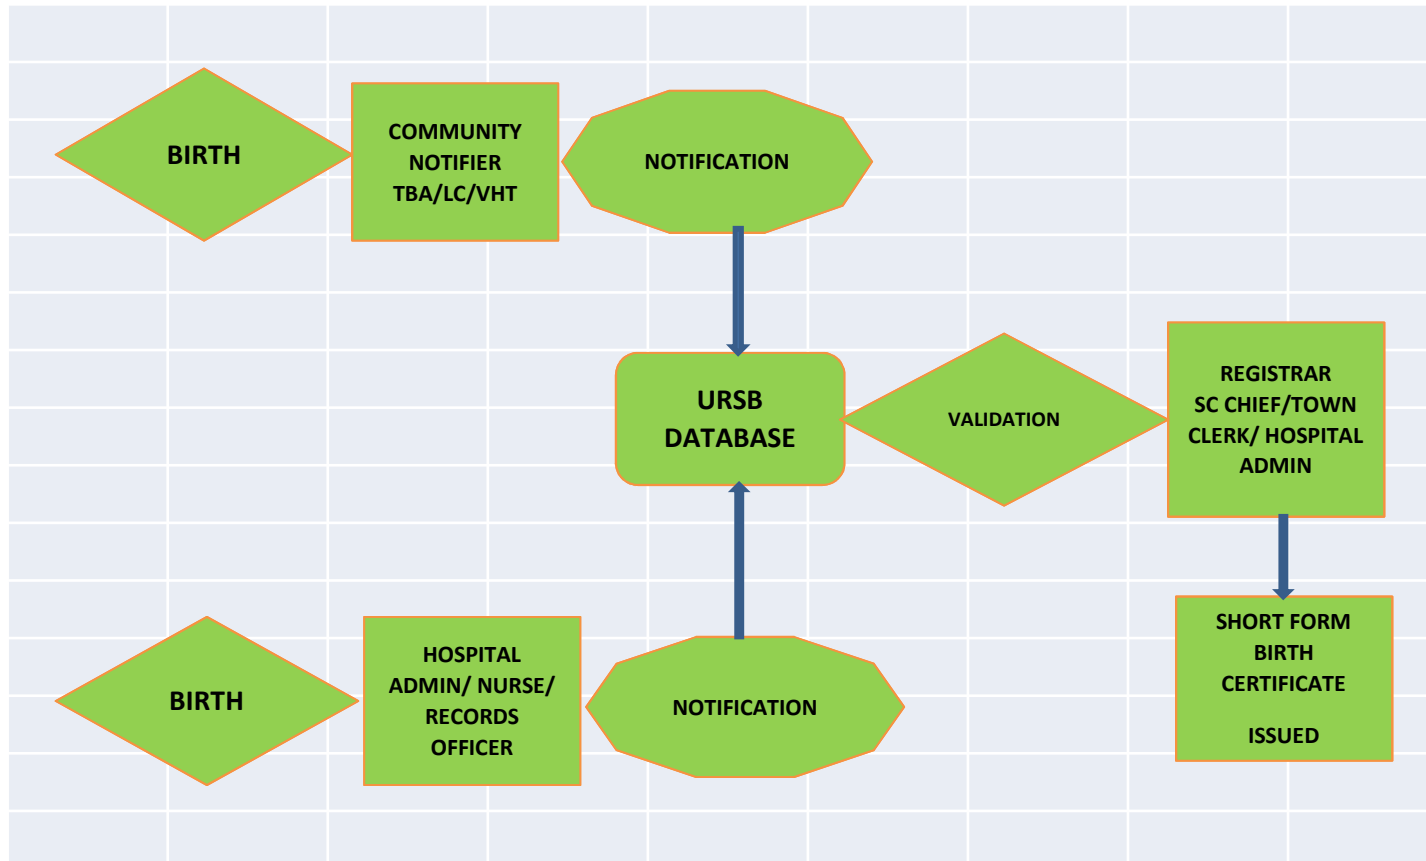 BIRTH
COMMUNITY
NOTIFIER
TBA/LC/VHT
NOTIFICATION
URSB
DATABASE
VALIDATION
REGISTRAR
SC CHIEF/TOWN
CLERK/ HOSPITAL
ADMIN
BIRTH
HOSPITAL
ADMIN/ NURSE/
RECORDS
OFFICER
NOTIFICATION
SHORT FORM
BIRTH
CERTIFICATE
ISSUED